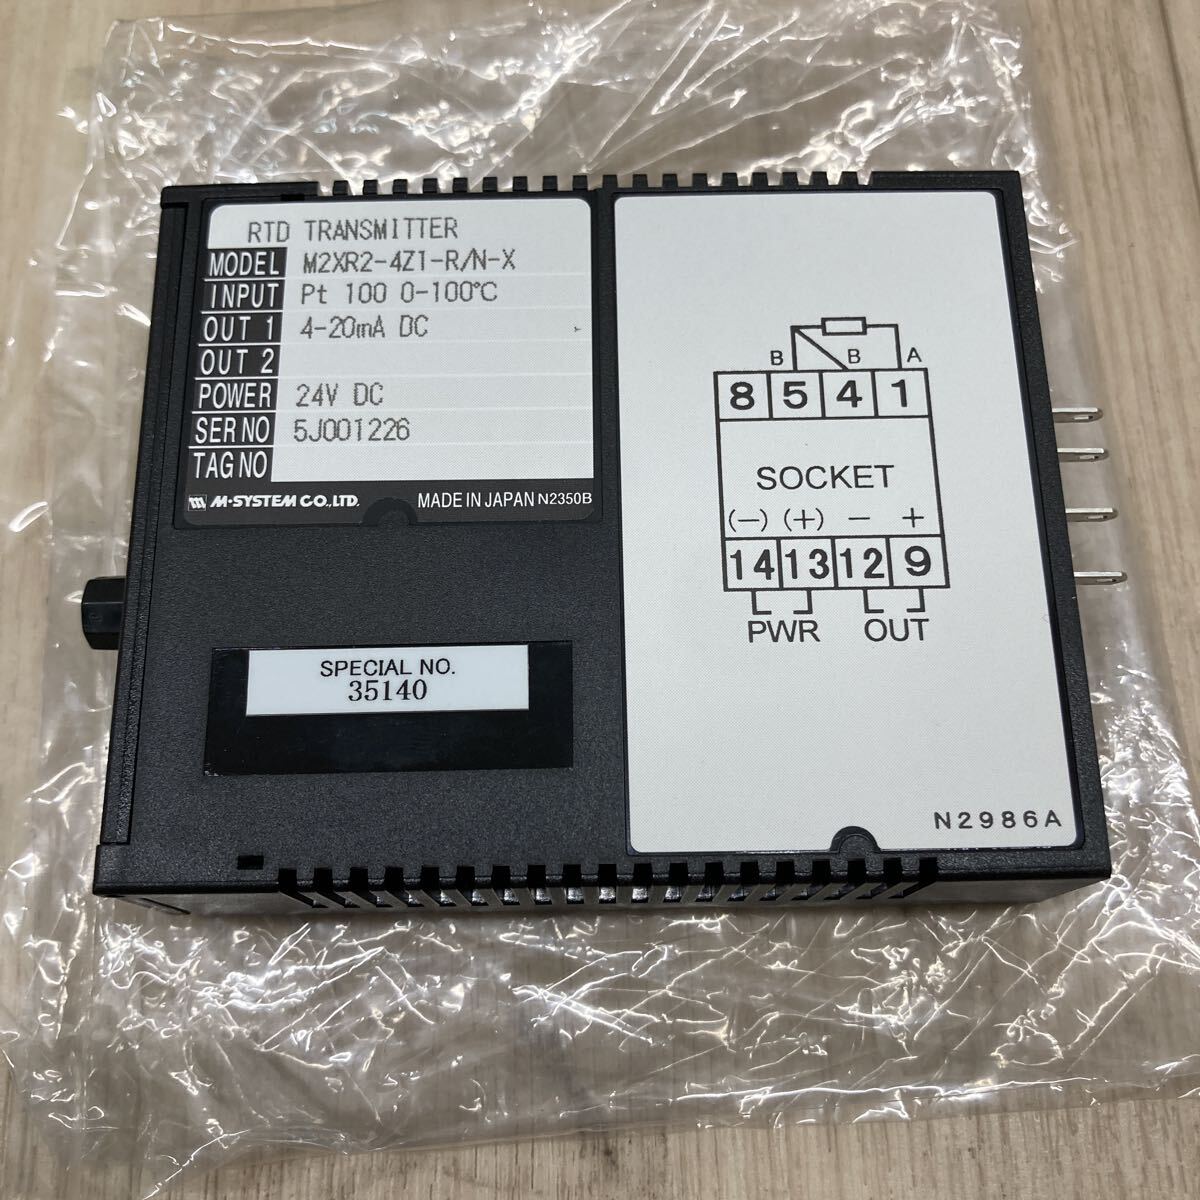 RTD TRANSMITTER
MODEL M2XR2-4Z1-R/N-X
INPUT Pt 100 0-100℃
OUT 1 4-20mA DC
OUT 2
POWER 24V DC
SER NO 5J001226
TAG NO
M-SYSTEM CO.,LTD. MADE IN JAPAN N2350B
SPECIAL NO.
35140
B B A
8 5 4 1
SOCKET
(-) (+) - +
14 13 12 9
PWR OUT
N2986A